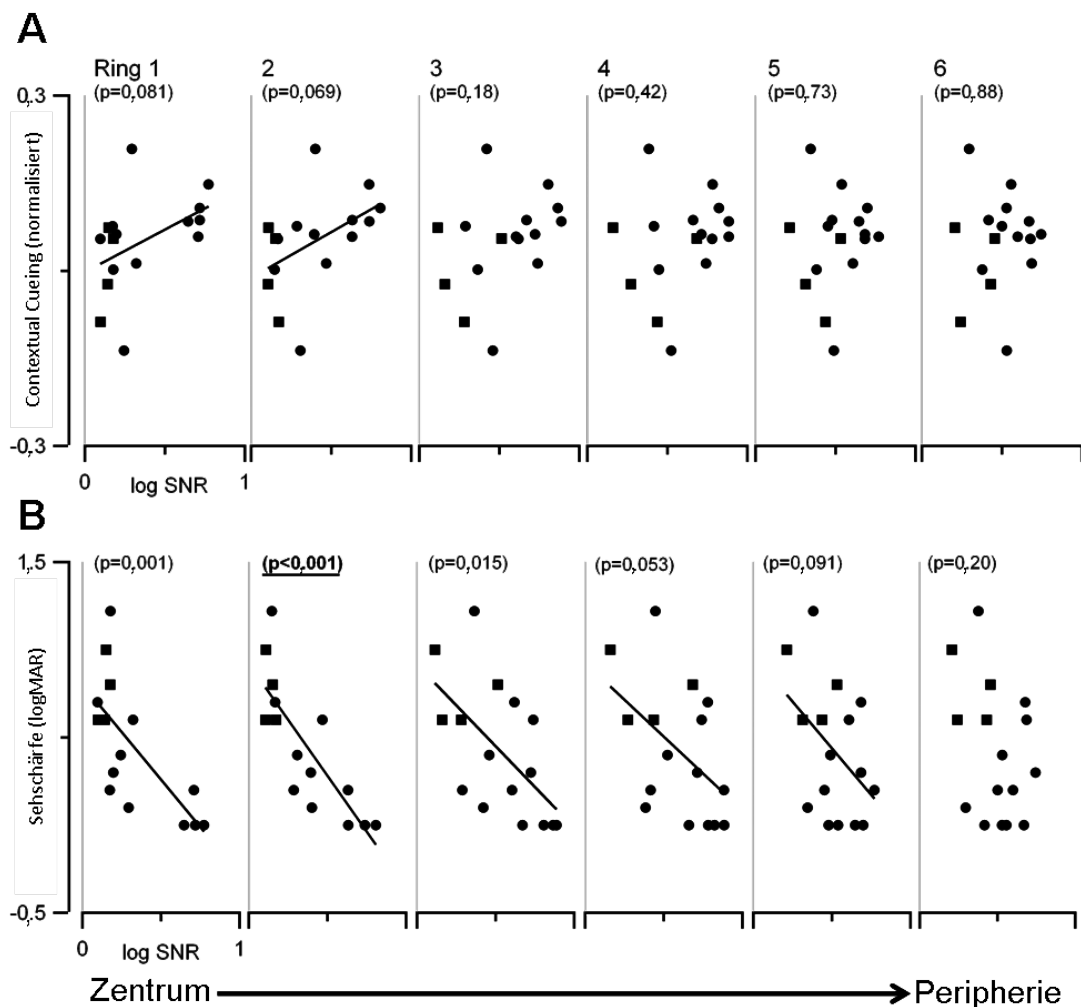 A
Ring 1 2 3 4 5 6
(p=0,081) (p=0,069) (p=0,18) (p=0,42) (p=0,73) (p=0,88)
0,3
Contextual Cueing (normalisiert)
-0,3
0 log SNR 1
B
(p=0,001) (p<0,001) (p=0,015) (p=0,053) (p=0,091) (p=0,20)
1,5
Sehschärfe (logMAR)
-0,5
0 log SNR 1
Zentrum Peripherie